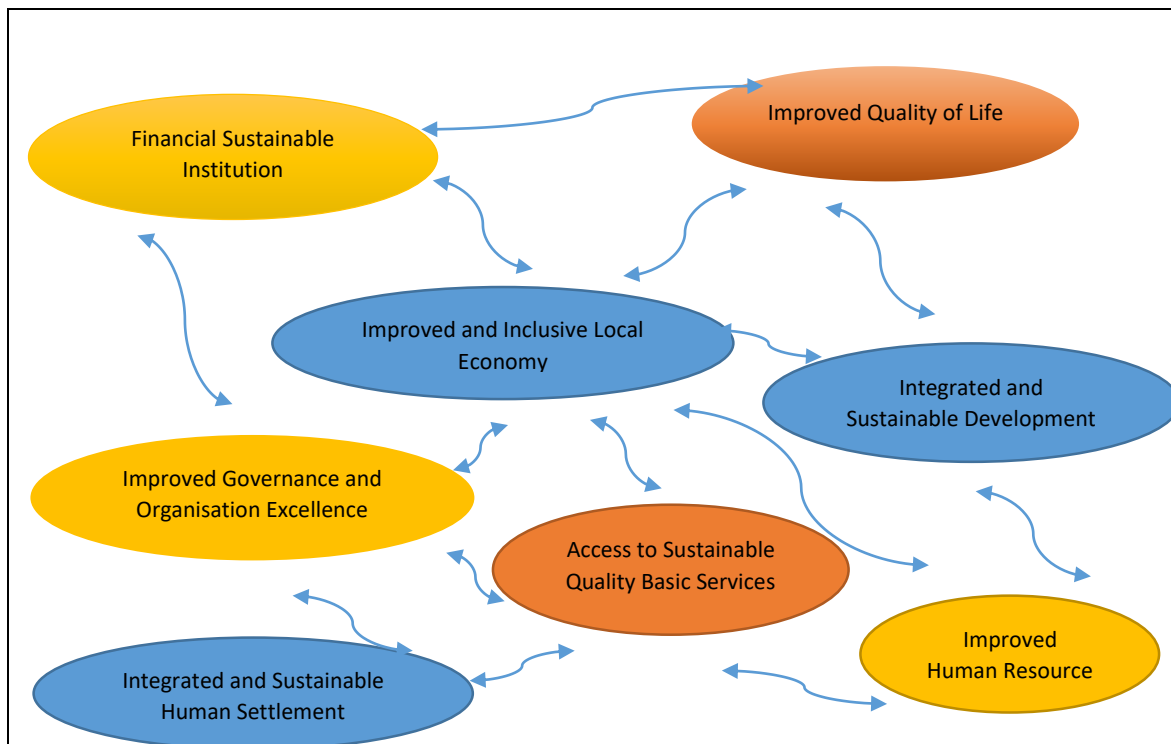 Financial Sustainable
Institution
Improved Quality of Life
Improved and Inclusive Local
Economy
Integrated and
Sustainable Development
Improved Governance and
Organisation Excellence
Access to Sustainable
Quality Basic Services
Improved
Human Resource
Integrated and Sustainable
Human Settlement